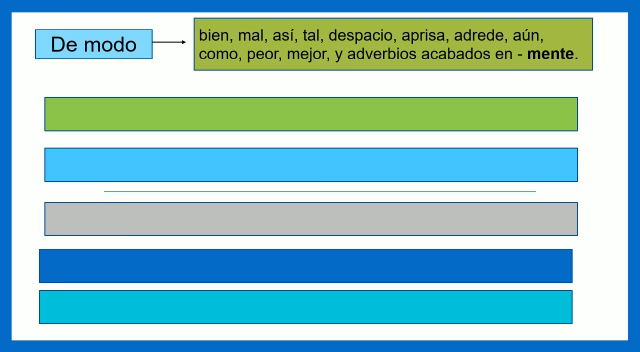 De modo
bien, mal, así, tal, despacio, aprisa, adrede, aún,
como, peor, mejor, y adverbios acabados en - mente.